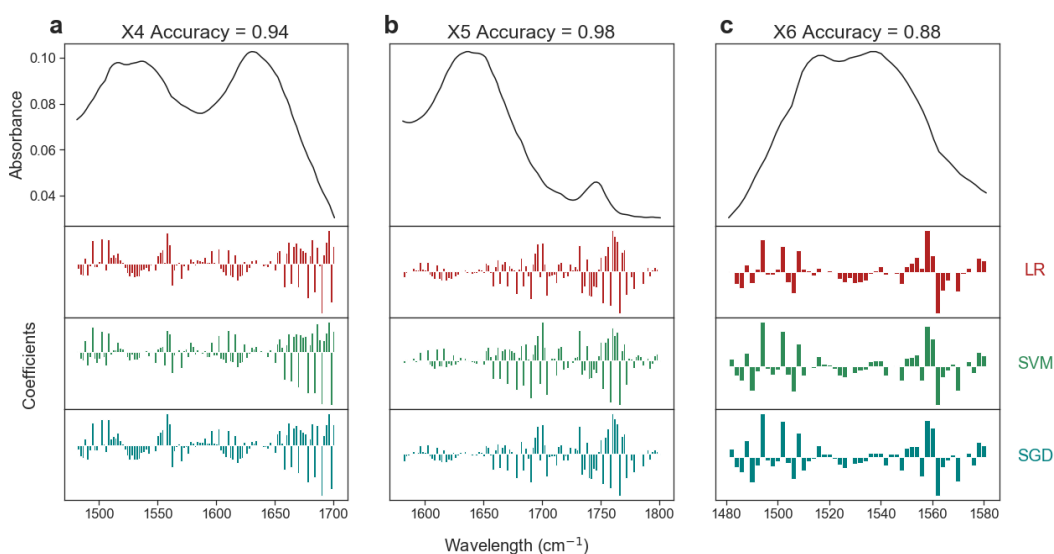 a
X4 Accuracy = 0.94
b
X5 Accuracy = 0.98
c
X6 Accuracy = 0.88
Absorbance
0.10
0.08
0.06
0.04
Coefficients
LR
SVM
SGD
1500 1550 1600 1650 1700
1600 1650 1700 1750 1800
1480 1500 1520 1540 1560 1580
Wavelength (cm⁻¹)